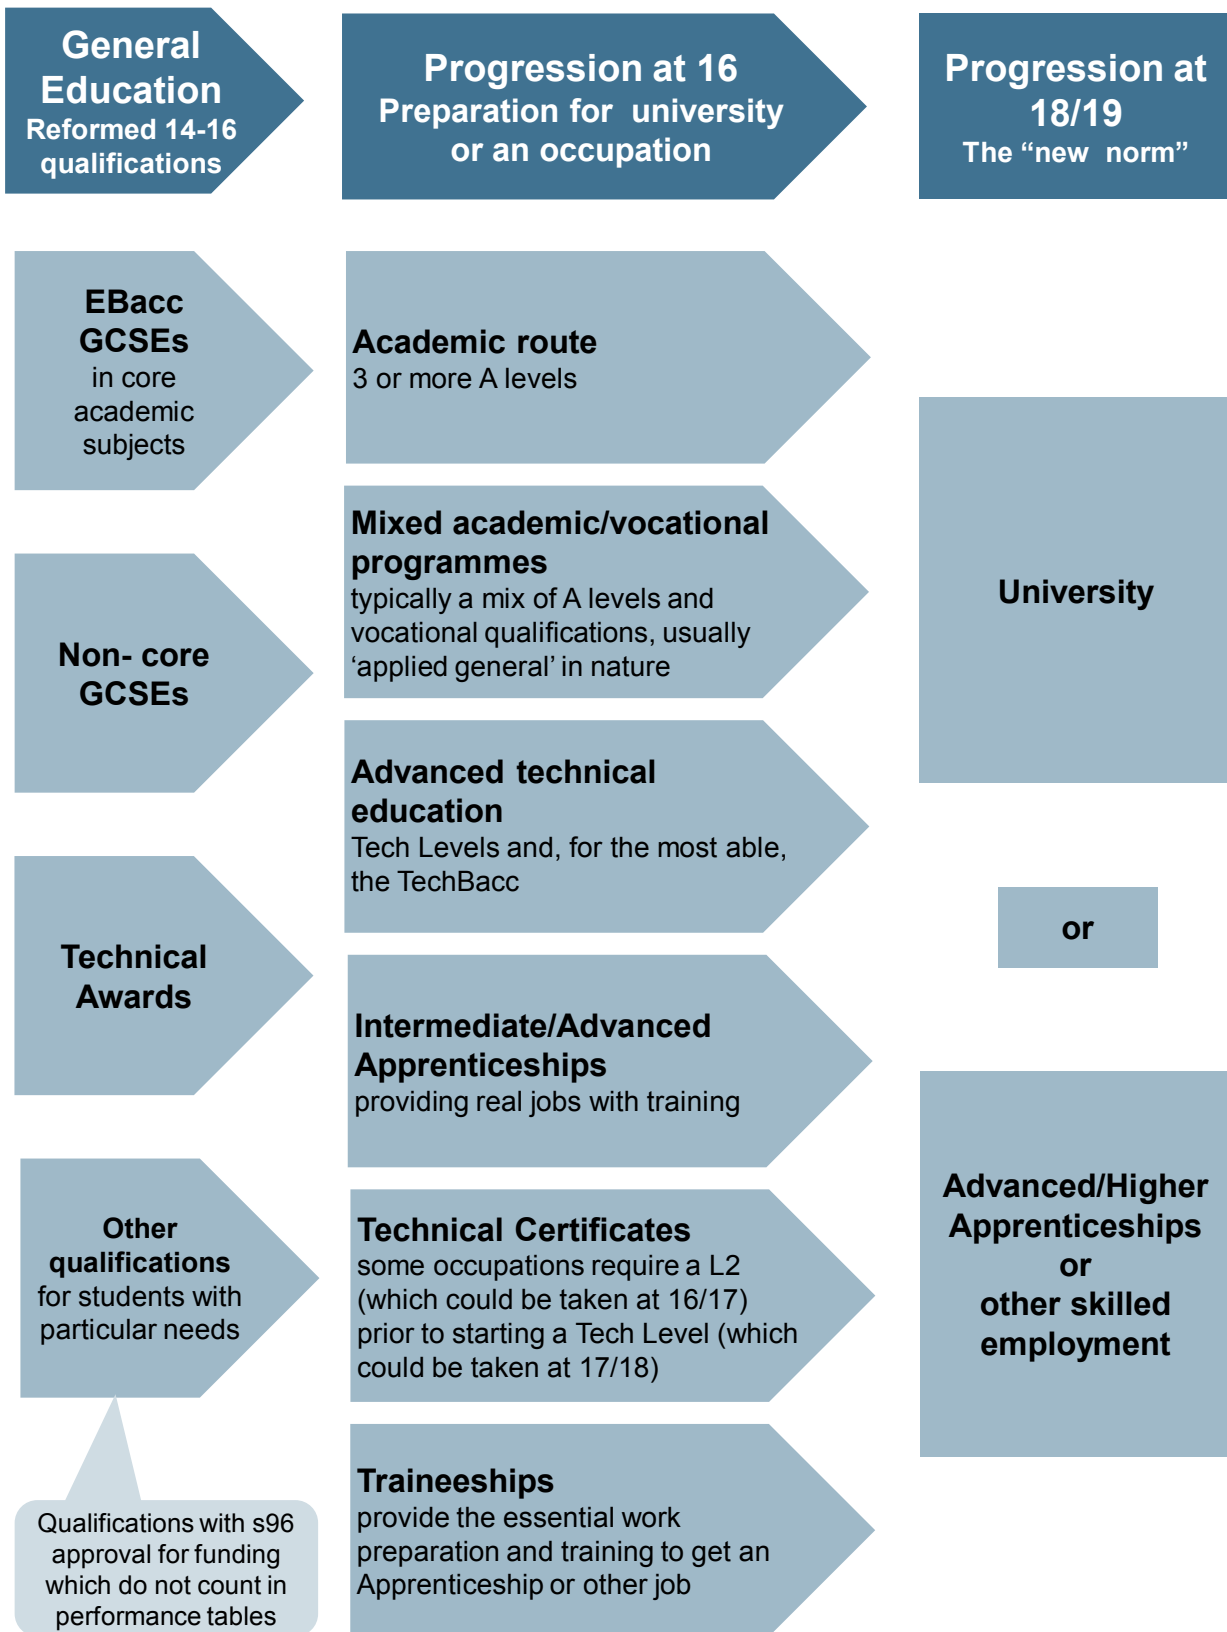 General
Education
Reformed 14-16
qualifications
Progression at 16
Preparation for university
or an occupation
Progression at
18/19
The “new norm”
EBacc
GCSEs
in core
academic
subjects
Non- core
GCSEs
Technical
Awards
Other
qualifications
for students with
particular needs
Qualifications with s96
approval for funding
which do not count in
performance tables
Academic route
3 or more A levels
Mixed academic/vocational
programmes
typically a mix of A levels and
vocational qualifications, usually
‘applied general’ in nature
Advanced technical
education
Tech Levels and, for the most able,
the TechBacc
Intermediate/Advanced
Apprenticeships
providing real jobs with training
Technical Certificates
some occupations require a L2
(which could be taken at 16/17)
prior to starting a Tech Level (which
could be taken at 17/18)
Traineeships
provide the essential work
preparation and training to get an
Apprenticeship or other job
University
or
Advanced/Higher
Apprenticeships
or
other skilled
employment